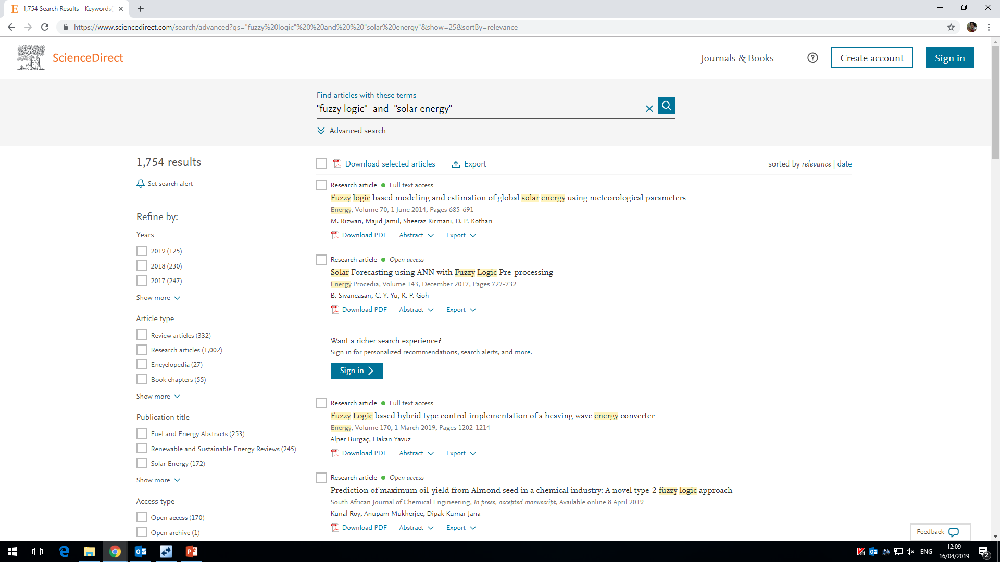 1,754 Search Results - Keywords(
https://www.sciencedirect.com/search/advanced?qs="fuzzy%20logic"%20%20and%20%20"solar%20energy"&show=25&sortBy=relevance
ScienceDirect
Journals & Books
Create account
Sign in
Find articles with these terms
"fuzzy logic"  and  "solar energy"
Advanced search
1,754 results
Set search alert
Refine by:
Years
2019 (125)
2018 (230)
2017 (247)
Show more
Article type
Review articles (332)
Research articles (1,002)
Encyclopedia (27)
Book chapters (55)
Show more
Publication title
Fuel and Energy Abstracts (253)
Renewable and Sustainable Energy Reviews (245)
Solar Energy (172)
Show more
Access type
Open access (170)
Open archive (1)
Download selected articles
Export
sorted by relevance | date
Research article Full text access
Fuzzy logic based modeling and estimation of global solar energy using meteorological parameters
Energy, Volume 70, 1 June 2014, Pages 685-691
M. Rizwan, Majid Jamil, Sheeraz Kirmani, D. P. Kothari
Download PDF Abstract Export
Research article Open access
Solar Forecasting using ANN with Fuzzy Logic Pre-processing
Energy Procedia, Volume 143, December 2017, Pages 727-732
B. Sivaneasan, C. Y. Yu, K. P. Goh
Download PDF Abstract Export
Want a richer search experience?
Sign in for personalized recommendations, search alerts, and more.
Sign in
Research article Full text access
Fuzzy Logic based hybrid type control implementation of a heaving wave energy converter
Energy, Volume 170, 1 March 2019, Pages 1202-1214
Alper Burgaç, Hakan Yavuz
Download PDF Abstract Export
Research article Open access
Prediction of maximum oil-yield from Almond seed in a chemical industry: A novel type-2 fuzzy logic approach
South African Journal of Chemical Engineering, In press, accepted manuscript, Available online 8 April 2019
Kunal Roy, Anupam Mukherjee, Dipak Kumar Jana
Download PDF Abstract Export
Feedback
ENG
12:09
16/04/2019
2